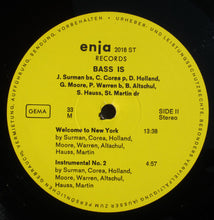 enja 2018 ST
RECORDS
BASS IS
J. Surman bs, C. Corea p, D. Holland,
G. Moore, P. Warren b, B. Altschul,
S. Hauss, St. Martin dr
GEMA
33
M
SIDE II
Stereo
Welcome to New York 13:38
by Surman, Corea, Holland,
Moore, Warren, Altschul,
Hauss, Martin
Instrumental No. 2 4:57
by Surman, Corea, Holland,
Moore, Warren, Altschul,
Hauss, Martin